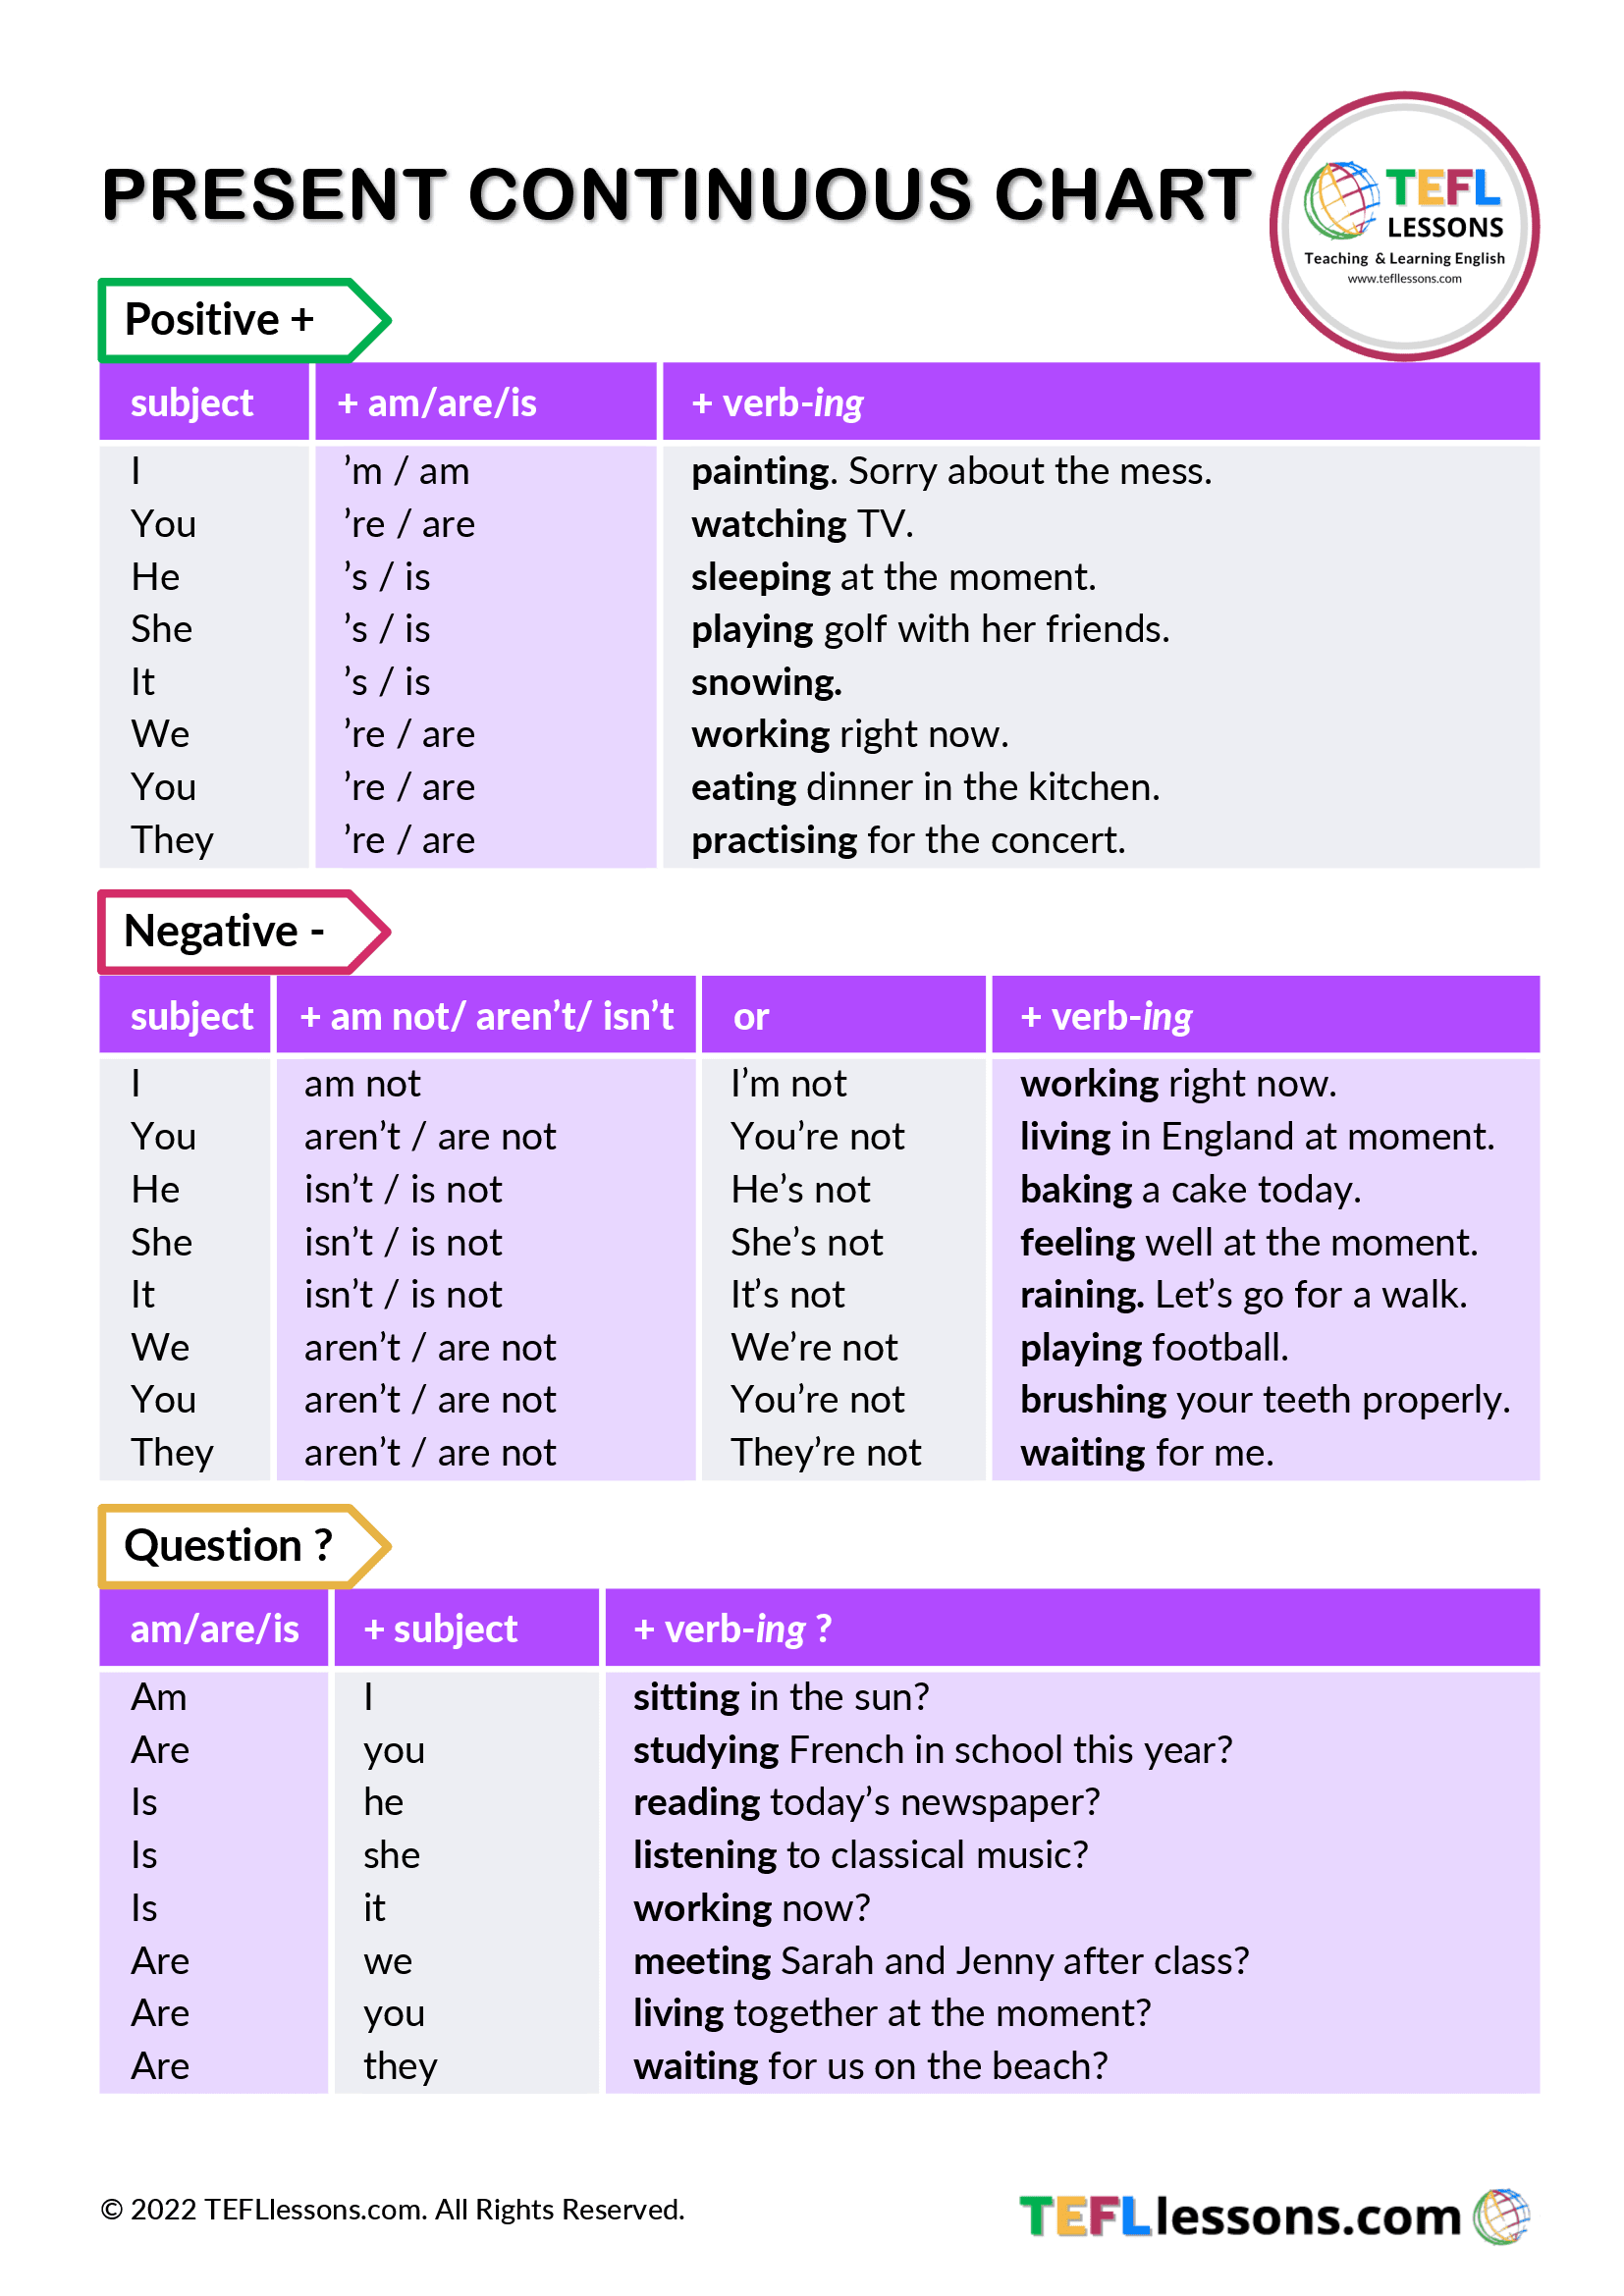 PRESENT CONTINUOUS CHART
TEFL
LESSONS
Teaching & Learning English
www.tefllessons.com
Positive +
subject + am/are/is + verb-ing
I ’m / am painting. Sorry about the mess.
You ’re / are watching TV.
He ’s / is sleeping at the moment.
She ’s / is playing golf with her friends.
It ’s / is snowing.
We ’re / are working right now.
You ’re / are eating dinner in the kitchen.
They ’re / are practising for the concert.
Negative -
subject + am not/ aren’t/ isn’t or + verb-ing
I am not I’m not working right now.
You aren’t / are not You’re not living in England at moment.
He isn’t / is not He’s not baking a cake today.
She isn’t / is not She’s not feeling well at the moment.
It isn’t / is not It’s not raining. Let’s go for a walk.
We aren’t / are not We’re not playing football.
You aren’t / are not You’re not brushing your teeth properly.
They aren’t / are not They’re not waiting for me.
Question ?
am/are/is + subject + verb-ing ?
Am I sitting in the sun?
Are you studying French in school this year?
Is he reading today’s newspaper?
Is she listening to classical music?
Is it working now?
Are we meeting Sarah and Jenny after class?
Are you living together at the moment?
Are they waiting for us on the beach?
© 2022 TEFLlessons.com. All Rights Reserved.
TEFLlessons.com